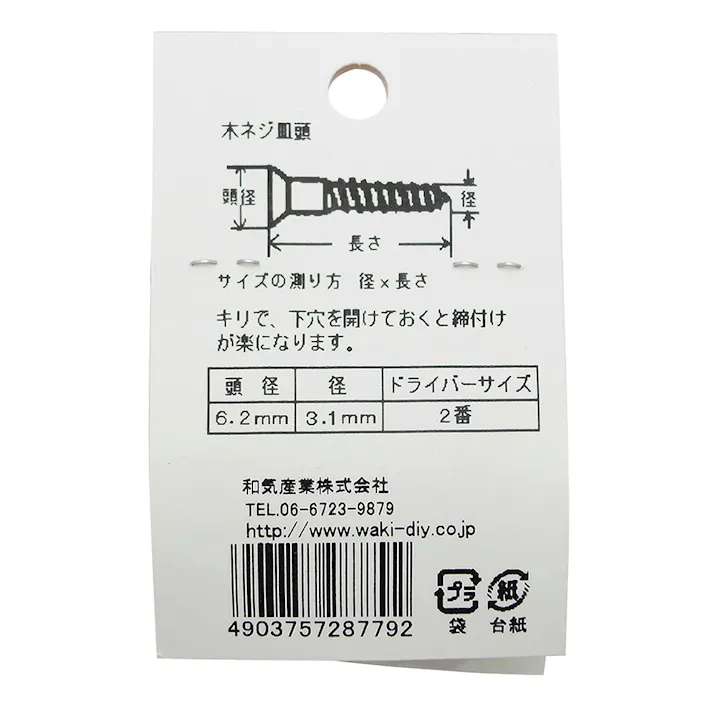 木ネジ皿頭
頭径
径
長さ
サイズの測り方 径×長さ
キリで、下穴を開けておくと締付け
が楽になります。
頭 径 径 ドライバーサイズ
6.2mm 3.1mm 2番
和気産業株式会社
TEL.06-6723-9879
http://www.waki-diy.co.jp
4903757287792
プラ 紙
袋 台紙